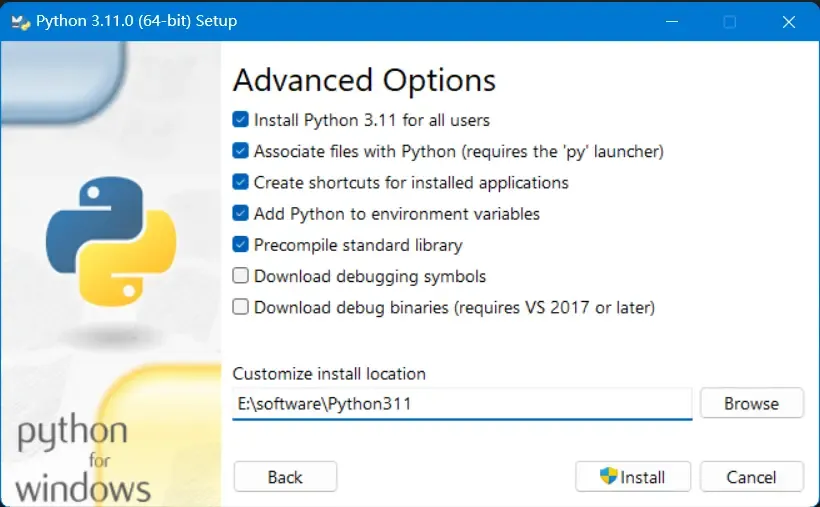 Python 3.11.0 (64-bit) Setup
Advanced Options
Install Python 3.11 for all users
Associate files with Python (requires the 'py' launcher)
Create shortcuts for installed applications
Add Python to environment variables
Precompile standard library
Download debugging symbols
Download debug binaries (requires VS 2017 or later)
Customize install location
E:\software\Python311
Browse
python
for
windows
Back
Install
Cancel